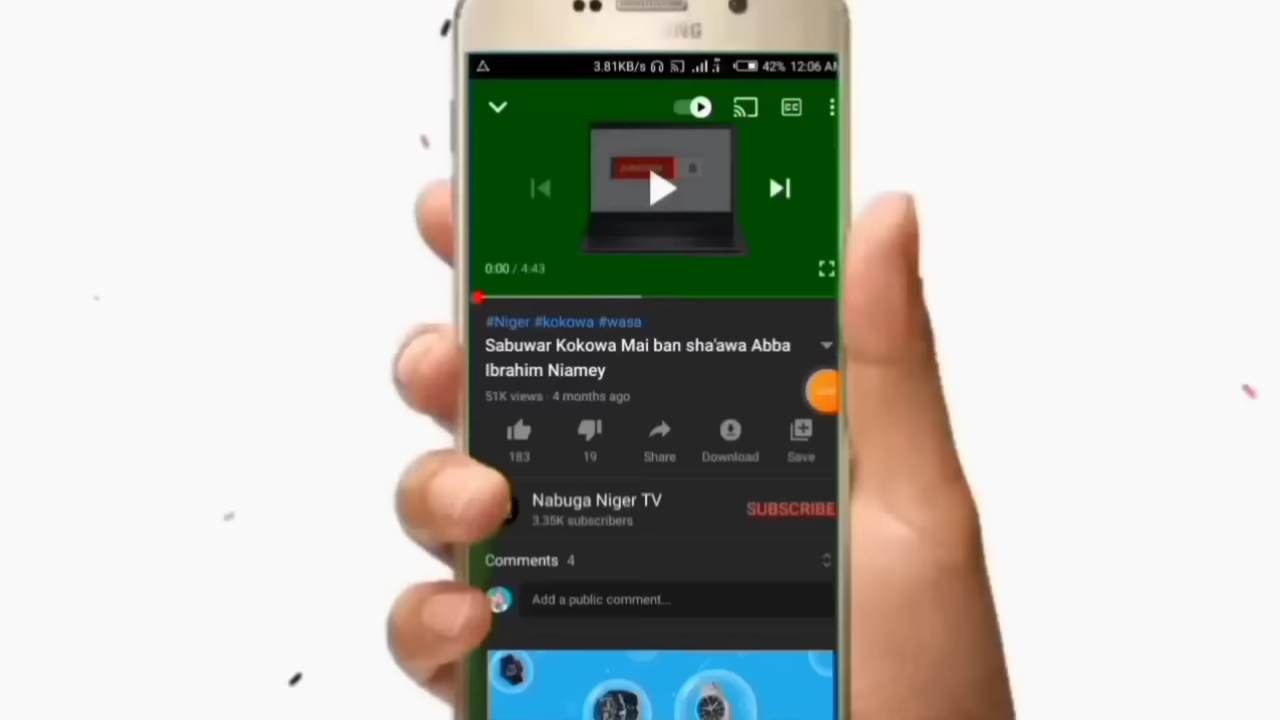 3.81KB/s 42% 12:06 AM
CC
SUBSCRIBE
0:00 / 4:43
#Niger #kokowa #wasa
Sabuwar Kokowa Mai ban sha'awa Abba
Ibrahim Niamey
51K views · 4 months ago
183 19 Share Download Save
Nabuga Niger TV
SUBSCRIBE
3.35K subscribers
Comments 4
Add a public comment...